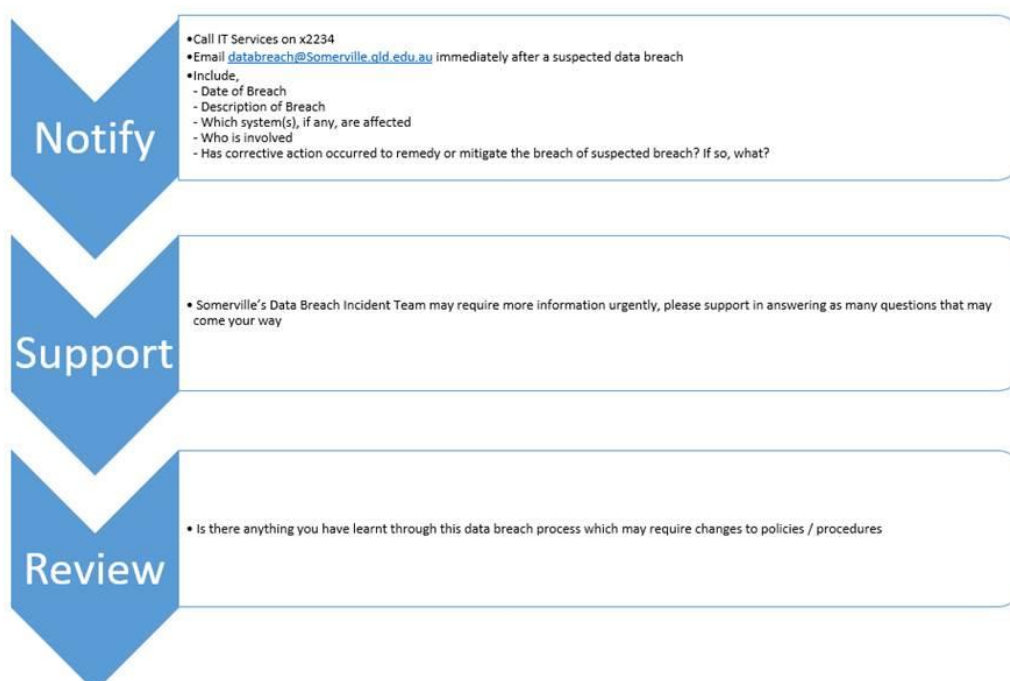 Notify
•Call IT Services on x2234
•Email databreach@Somerville.qld.edu.au immediately after a suspected data breach
•Include,
- Date of Breach
- Description of Breach
- Which system(s), if any, are affected
- Who is involved
- Has corrective action occurred to remedy or mitigate the breach of suspected breach? If so, what?
Support
• Somerville's Data Breach Incident Team may require more information urgently, please support in answering as many questions that may
come your way
Review
• Is there anything you have learnt through this data breach process which may require changes to policies / procedures